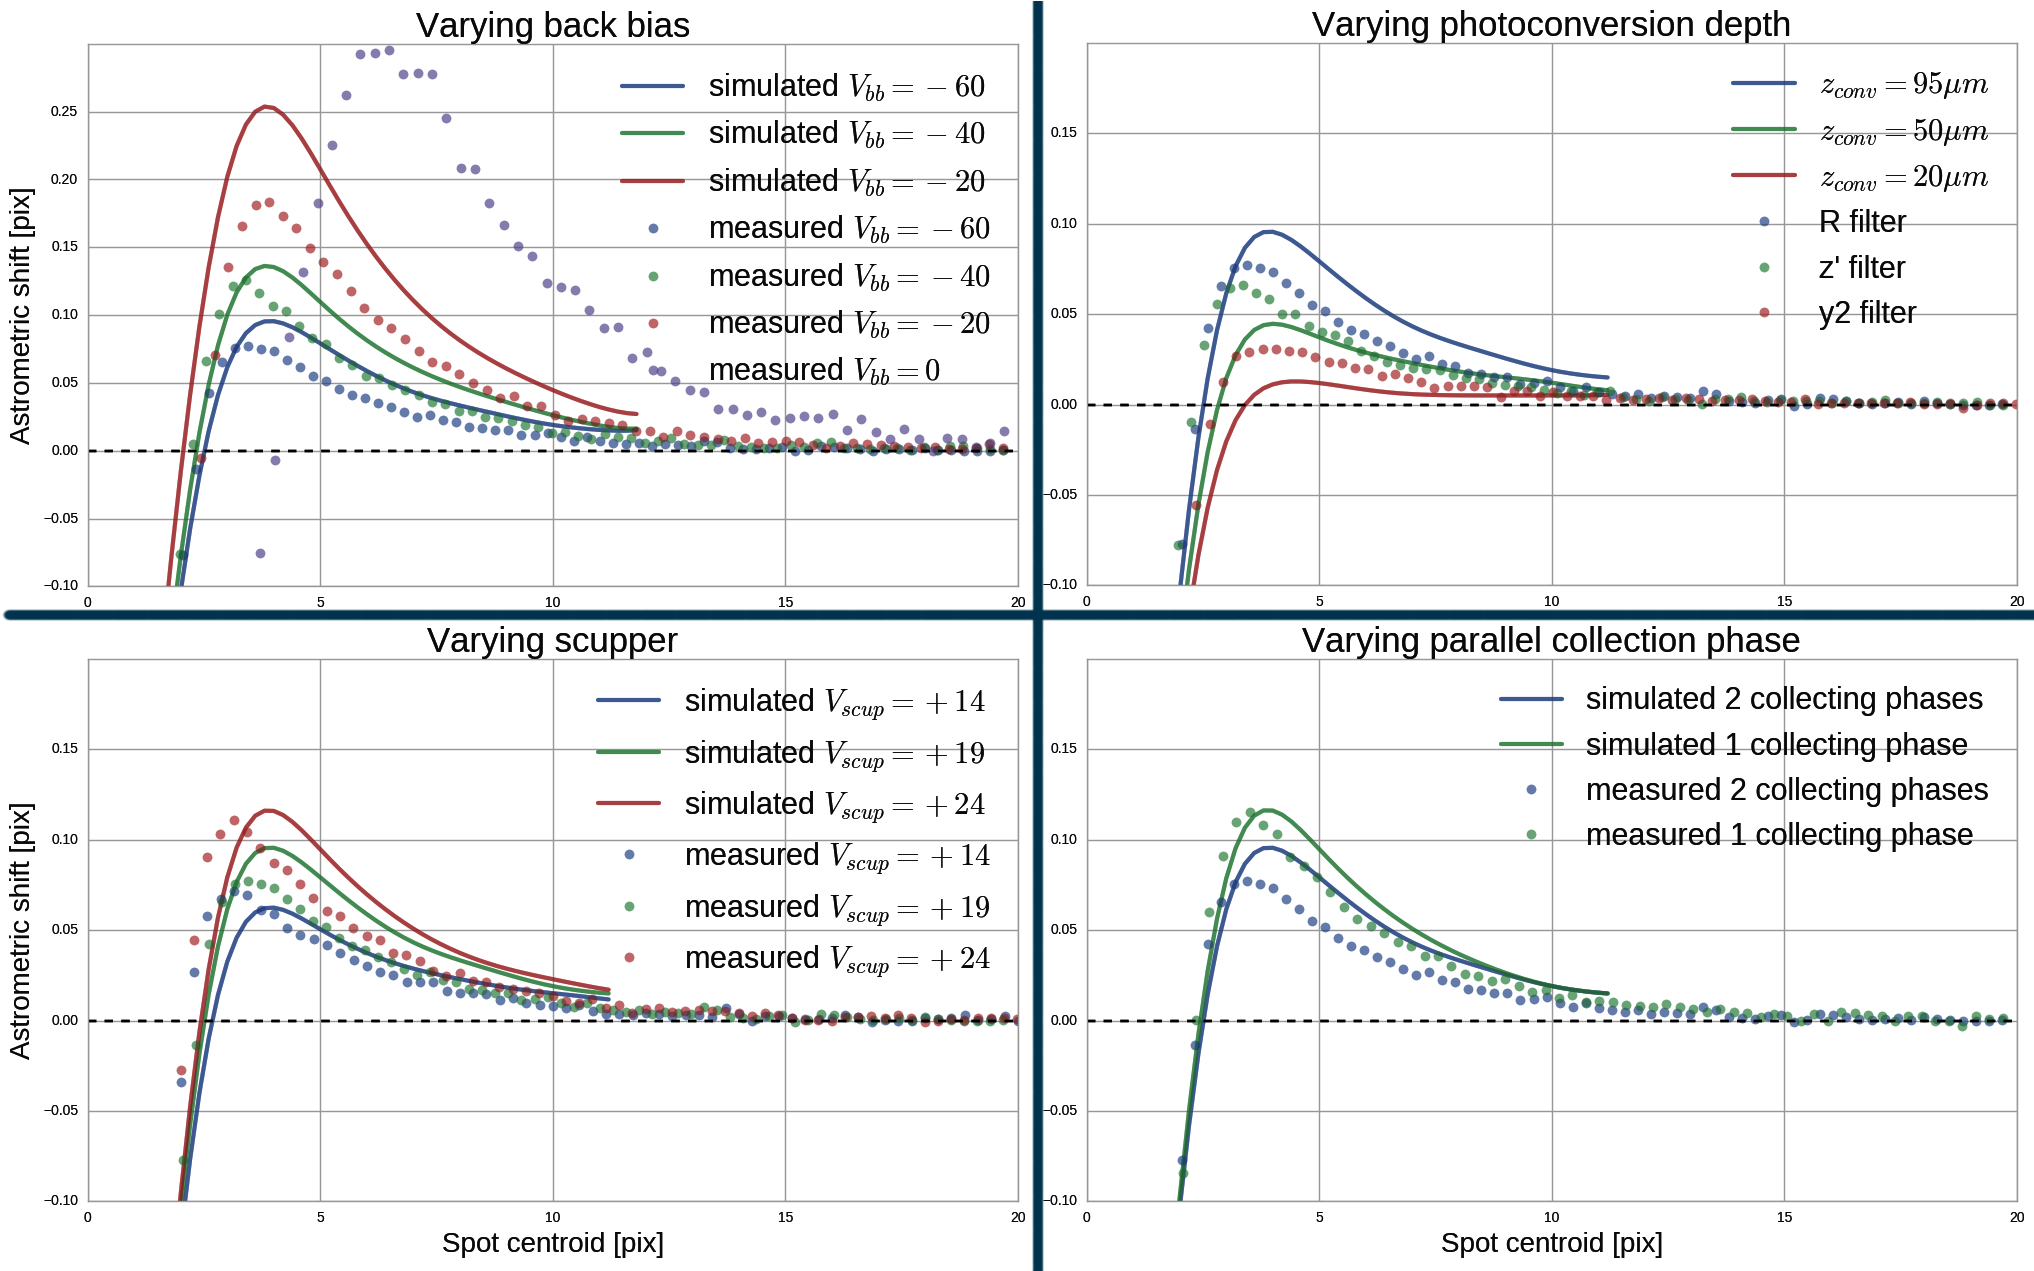 Varying back bias
Astrometric shift [pix]
0.25
0.20
0.15
0.10
0.05
0.00
−0.05
−0.10
0 5 10 15 20
simulated V_bb = −60
simulated V_bb = −40
simulated V_bb = −20
measured V_bb = −60
measured V_bb = −40
measured V_bb = −20
measured V_bb = 0
Varying photoconversion depth
0.15
0.10
0.05
0.00
−0.05
−0.10
0 5 10 15 20
z_conv = 95μm
z_conv = 50μm
z_conv = 20μm
R filter
z' filter
y2 filter
Varying scupper
Astrometric shift [pix]
0.15
0.10
0.05
0.00
−0.05
−0.10
0 5 10 15 20
Spot centroid [pix]
simulated V_scup = +14
simulated V_scup = +19
simulated V_scup = +24
measured V_scup = +14
measured V_scup = +19
measured V_scup = +24
Varying parallel collection phase
0.15
0.10
0.05
0.00
−0.05
−0.10
0 5 10 15 20
Spot centroid [pix]
simulated 2 collecting phases
simulated 1 collecting phase
measured 2 collecting phases
measured 1 collecting phase